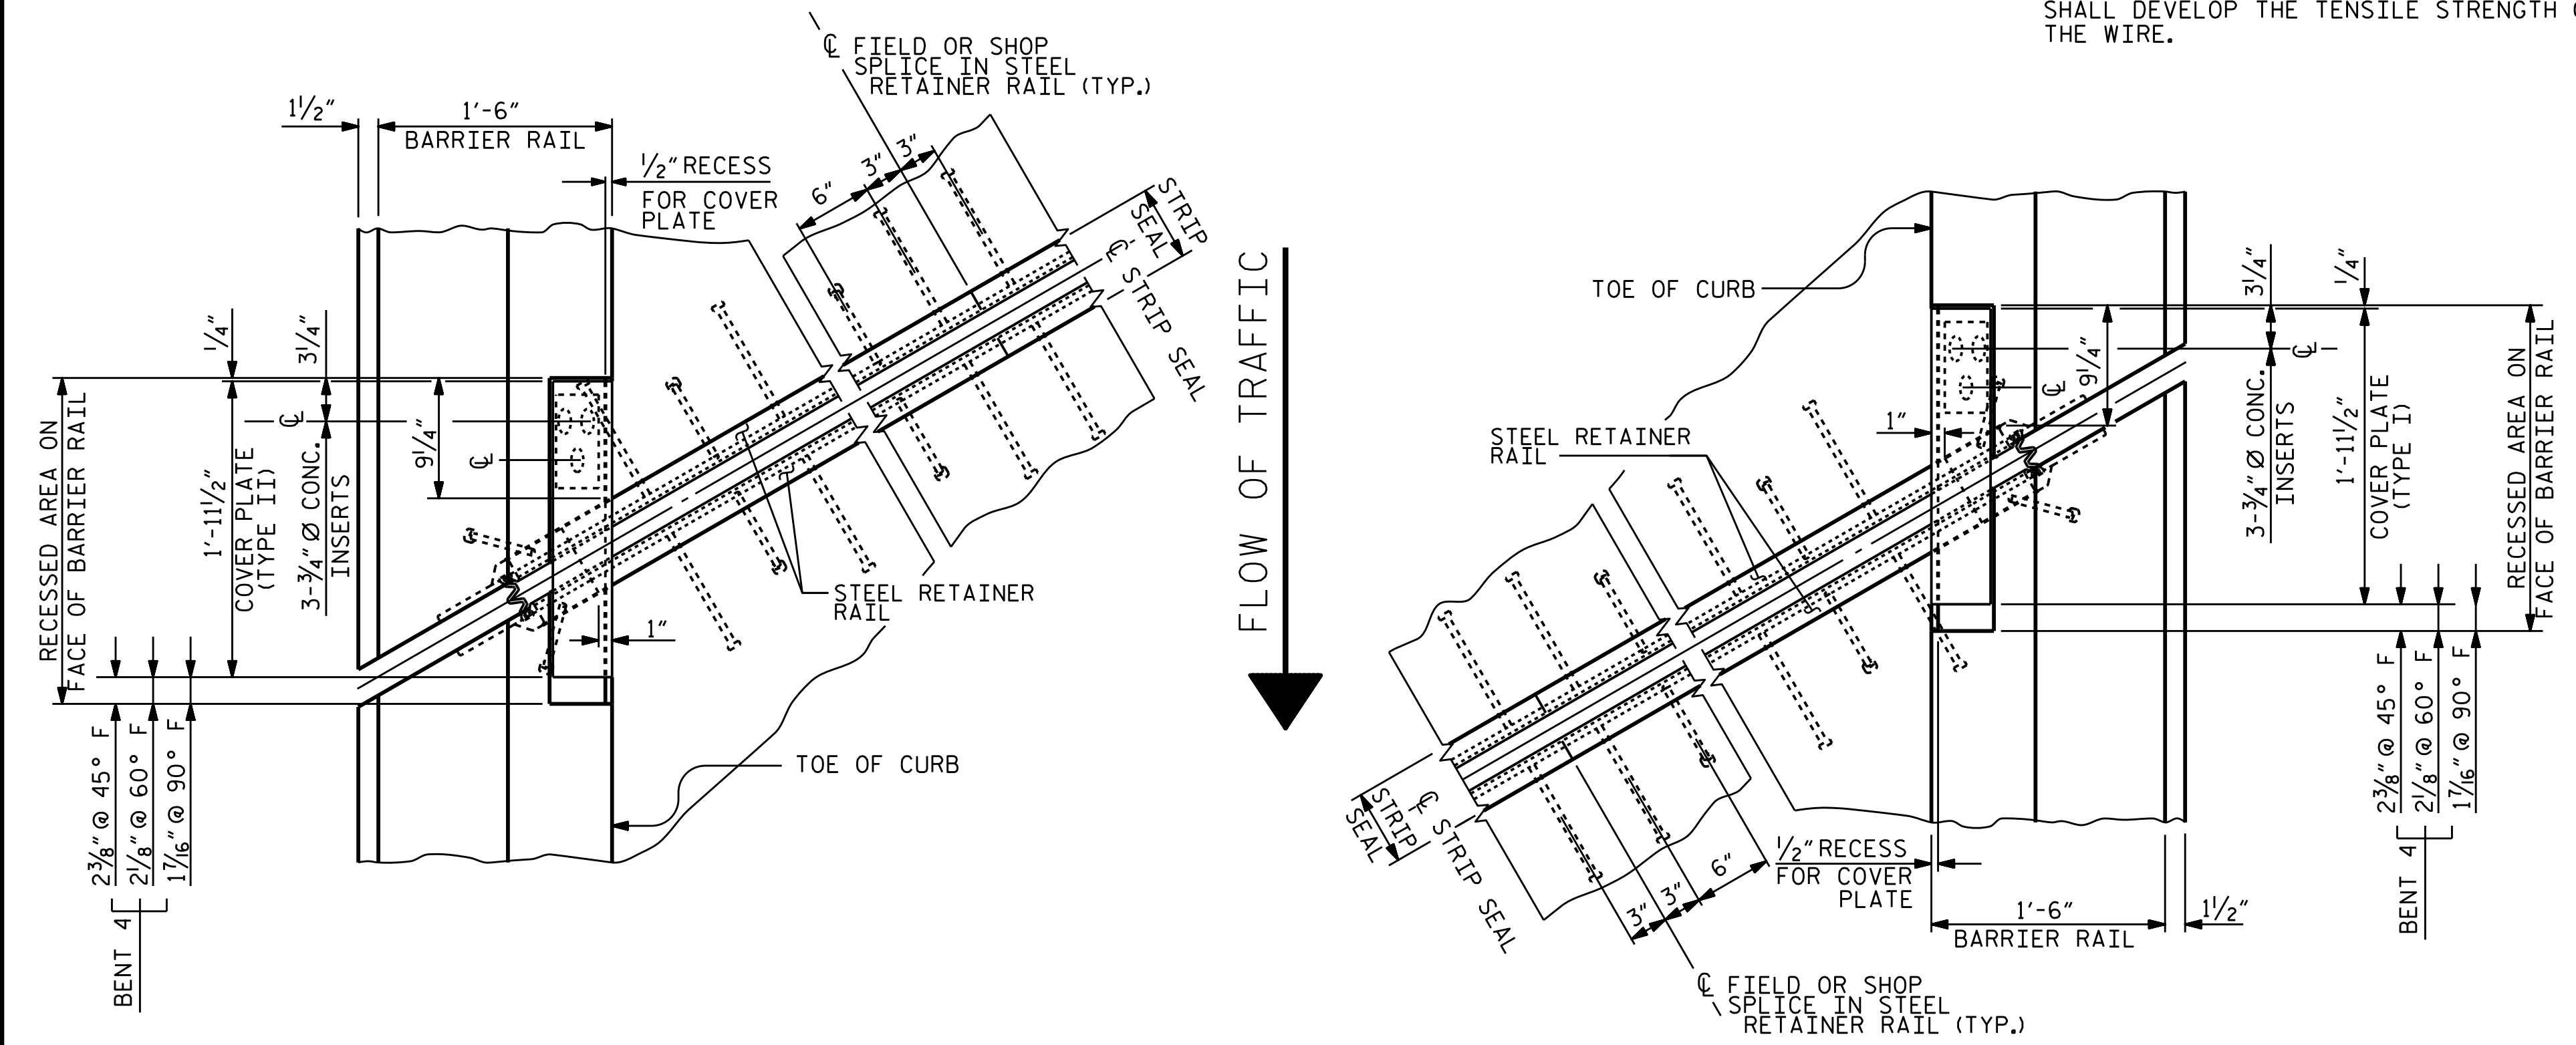 SHALL DEVELOP THE TENSILE STRENGTH
THE WIRE.
℄ FIELD OR SHOP
SPLICE IN STEEL
RETAINER RAIL (TYP.)
1½"
1'-6"
BARRIER RAIL
½" RECESS
FOR COVER
PLATE
6"
3"
3"
STRIP
SEAL
℄ STRIP SEAL
¼"
3¼"
9¼"
℄
℄
RECESSED AREA ON
FACE OF BARRIER RAIL
1'-11½"
COVER PLATE
(TYPE II)
3-¾" Ø CONC.
INSERTS
STEEL RETAINER
RAIL
1"
TOE OF CURB
2⅜" @ 45° F
2⅛" @ 60° F
1⁷⁄₁₆" @ 90° F
BENT 4
FLOW OF TRAFFIC
TOE OF CURB
STEEL RETAINER
RAIL
1"
9¼"
℄
℄
3¼"
¼"
3-¾" Ø CONC.
INSERTS
1'-11½"
COVER PLATE
(TYPE I)
RECESSED AREA ON
FACE OF BARRIER RAIL
2⅜" @ 45° F
2⅛" @ 60° F
1⁷⁄₁₆" @ 90° F
BENT 4
STRIP
SEAL
℄ STRIP SEAL
3"
3"
6"
½" RECESS
FOR COVER
PLATE
1'-6"
BARRIER RAIL
1½"
℄ FIELD OR SHOP
SPLICE IN STEEL
RETAINER RAIL (TYP.)